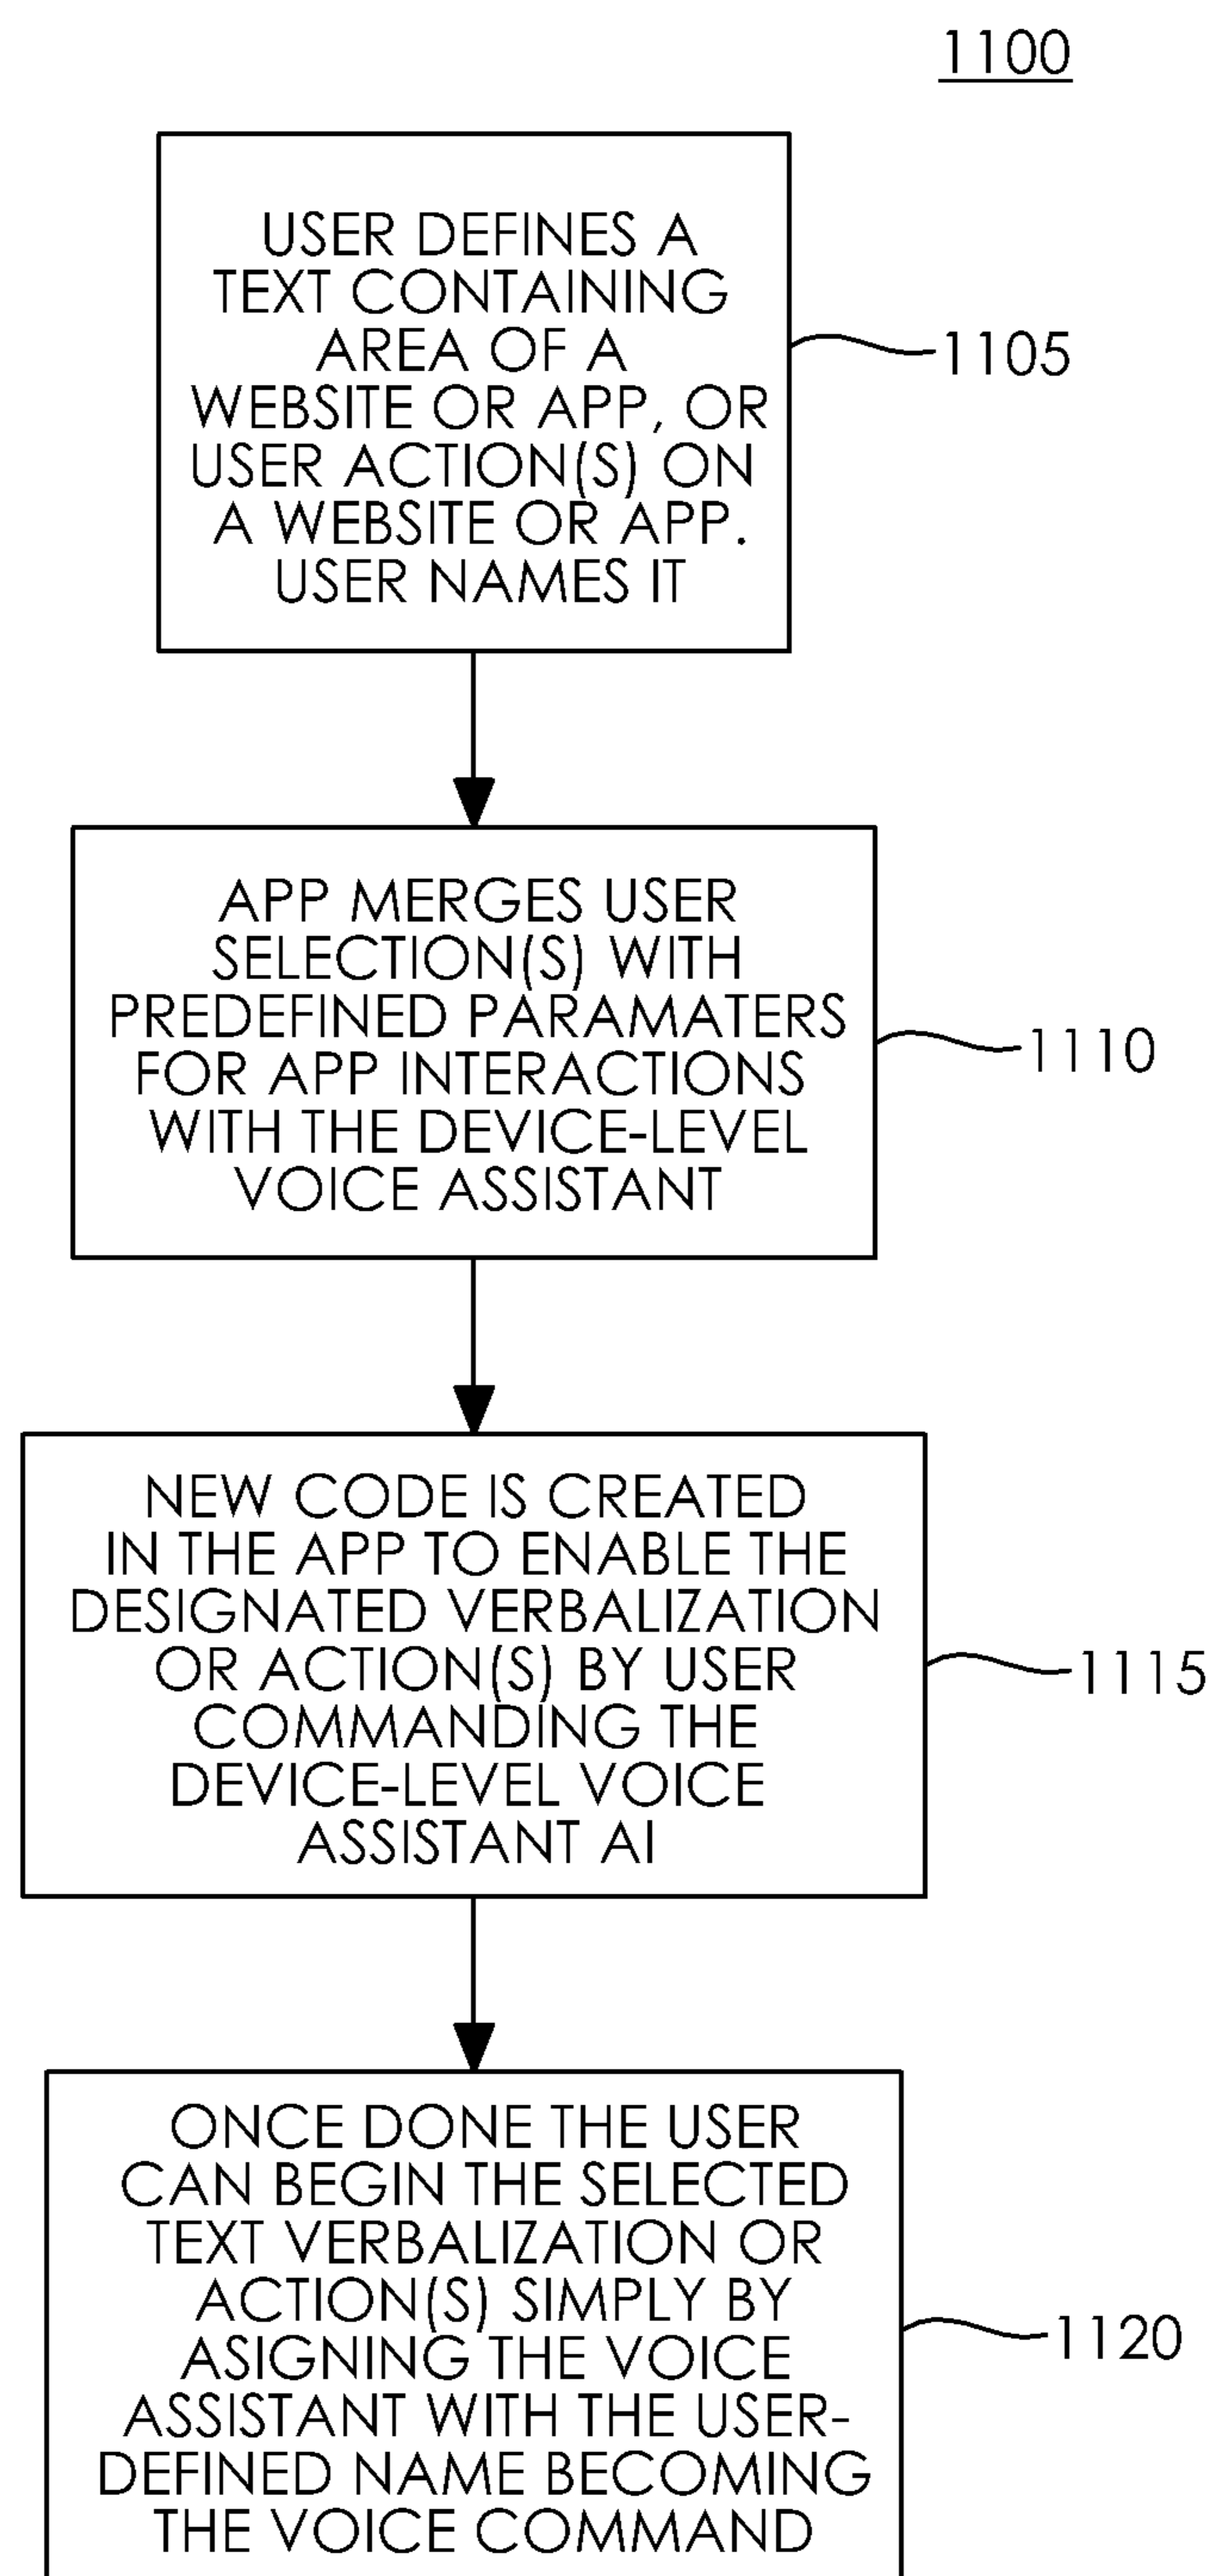 1100
USER DEFINES A
TEXT CONTAINING
AREA OF A
WEBSITE OR APP, OR
USER ACTION(S) ON
A WEBSITE OR APP.
USER NAMES IT
1105
APP MERGES USER
SELECTION(S) WITH
PREDEFINED PARAMATERS
FOR APP INTERACTIONS
WITH THE DEVICE-LEVEL
VOICE ASSISTANT
1110
NEW CODE IS CREATED
IN THE APP TO ENABLE THE
DESIGNATED VERBALIZATION
OR ACTION(S) BY USER
COMMANDING THE
DEVICE-LEVEL VOICE
ASSISTANT AI
1115
ONCE DONE THE USER
CAN BEGIN THE SELECTED
TEXT VERBALIZATION OR
ACTION(S) SIMPLY BY
ASIGNING THE VOICE
ASSISTANT WITH THE USER-
DEFINED NAME BECOMING
THE VOICE COMMAND
1120